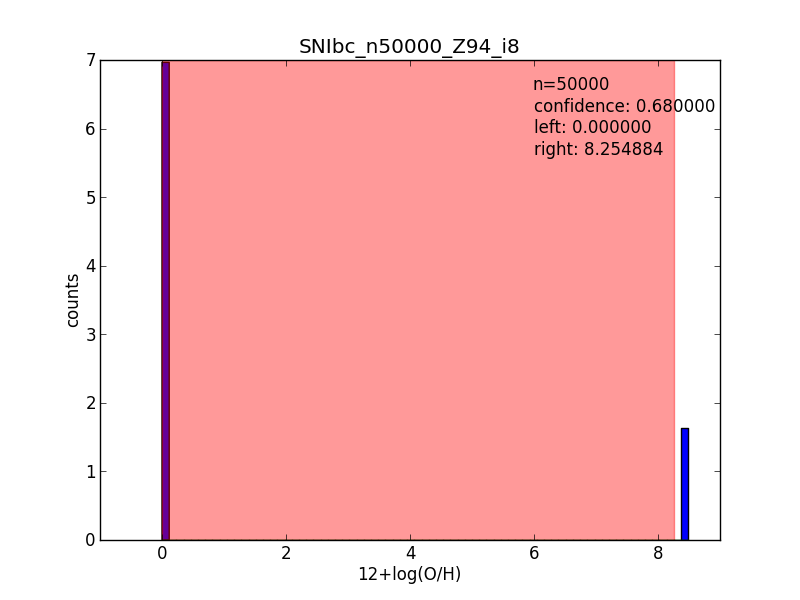 SNIbc_n50000_Z94_i8
n=50000
confidence: 0.680000
left: 0.000000
right: 8.254884
7
6
5
4
3
2
1
0
counts
0 2 4 6 8
12+log(O/H)